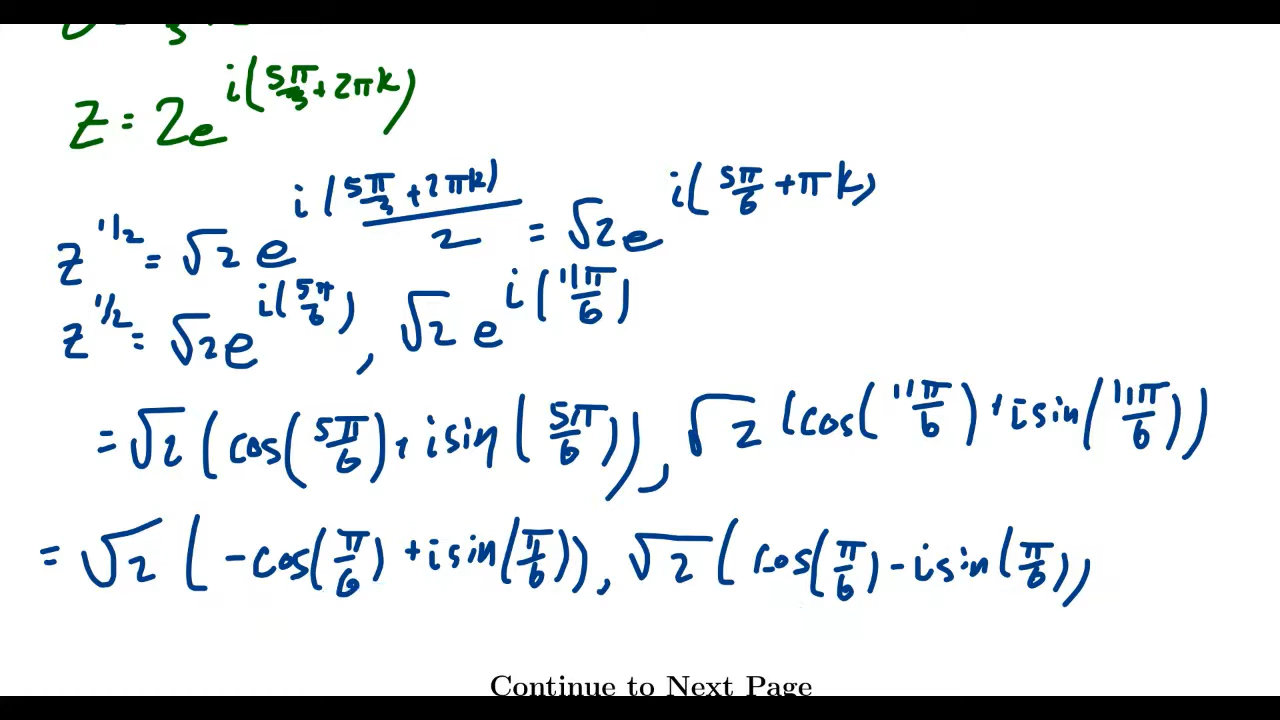 z = 2e^{i(5π/3 + 2πk)}
z^{1/2} = √2 e^{i(5π/3 + 2πk)/2} = √2 e^{i(5π/6 + πk)}
z^{1/2} = √2 e^{i(5π/6)}, √2 e^{i(11π/6)}
= √2 (cos(5π/6) + i sin(5π/6)), √2 (cos(11π/6) + i sin(11π/6))
= √2 (-cos(π/6) + i sin(π/6)), √2 (cos(π/6) - i sin(π/6))
Continue to Next Page